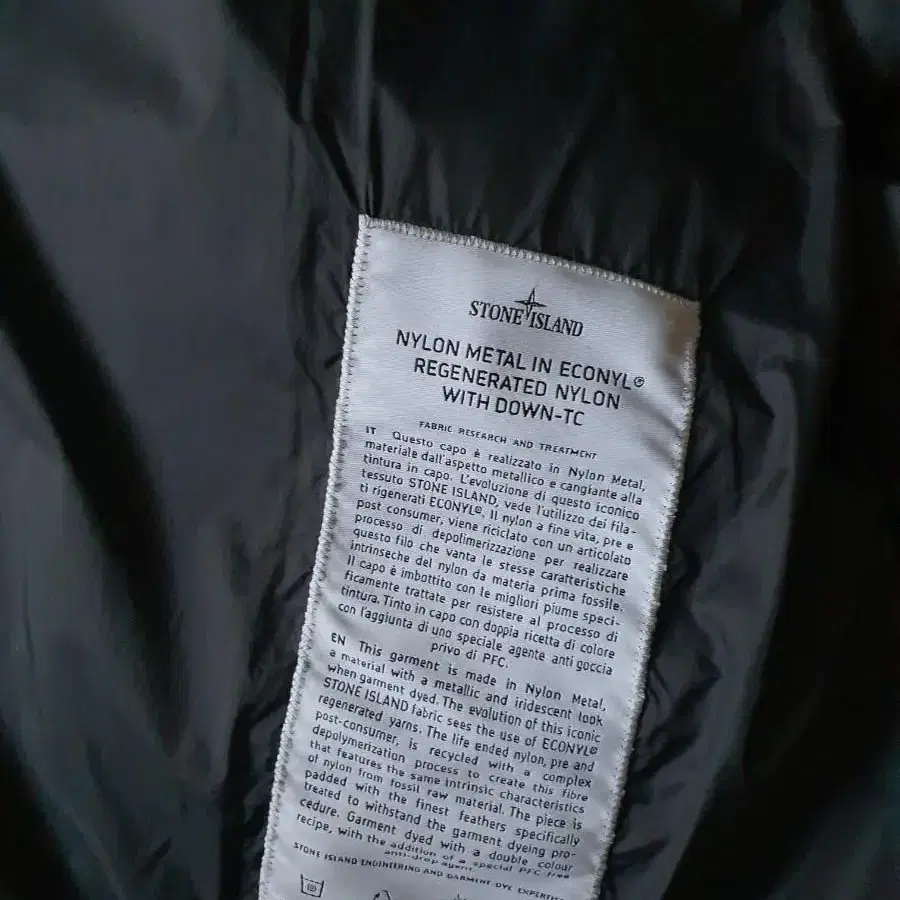 STONE ISLAND
NYLON METAL IN ECONYL®
REGENERATED NYLON
WITH DOWN-TC
FABRIC RESEARCH AND TREATMENT
IT Questo capo è realizzato in Nylon Metal,
materiale dall'aspetto metallico e cangiante alla
tintura in capo. L'evoluzione di questo iconico
tessuto STONE ISLAND, vede l'utilizzo dei fila-
ti rigenerati ECONYL®. Il nylon a fine vita, pre e
post consumer, viene riciclato con un articolato
processo di depolimerizzazione per realizzare
questo filo che vanta le stesse caratteristiche
intrinseche del nylon da materia prima fossile.
Il capo è imbottito con le migliori piume speci-
ficamente trattate per resistere al processo di
tintura. Tinto in capo con doppia ricetta di colore
con l'aggiunta di uno speciale agente anti goccia
privo di PFC.
EN This garment is made in Nylon Metal,
a material with a metallic and iridescent look
when garment dyed. The evolution of this iconic
STONE ISLAND fabric sees the use of ECONYL®
regenerated yarns. The life ended nylon, pre and
post-consumer, is recycled with a complex
depolymerization process to create this fibre
that features the same intrinsic characteristics
of nylon from fossil raw material. The piece is
padded with the finest feathers specifically
treated to withstand the garment dyeing pro-
cedure. Garment dyed with a double colour
recipe, with the addition of a special PFC free
anti-drop agent.
STONE ISLAND ENGINEERING AND GARMENT DYE EXPERTISE